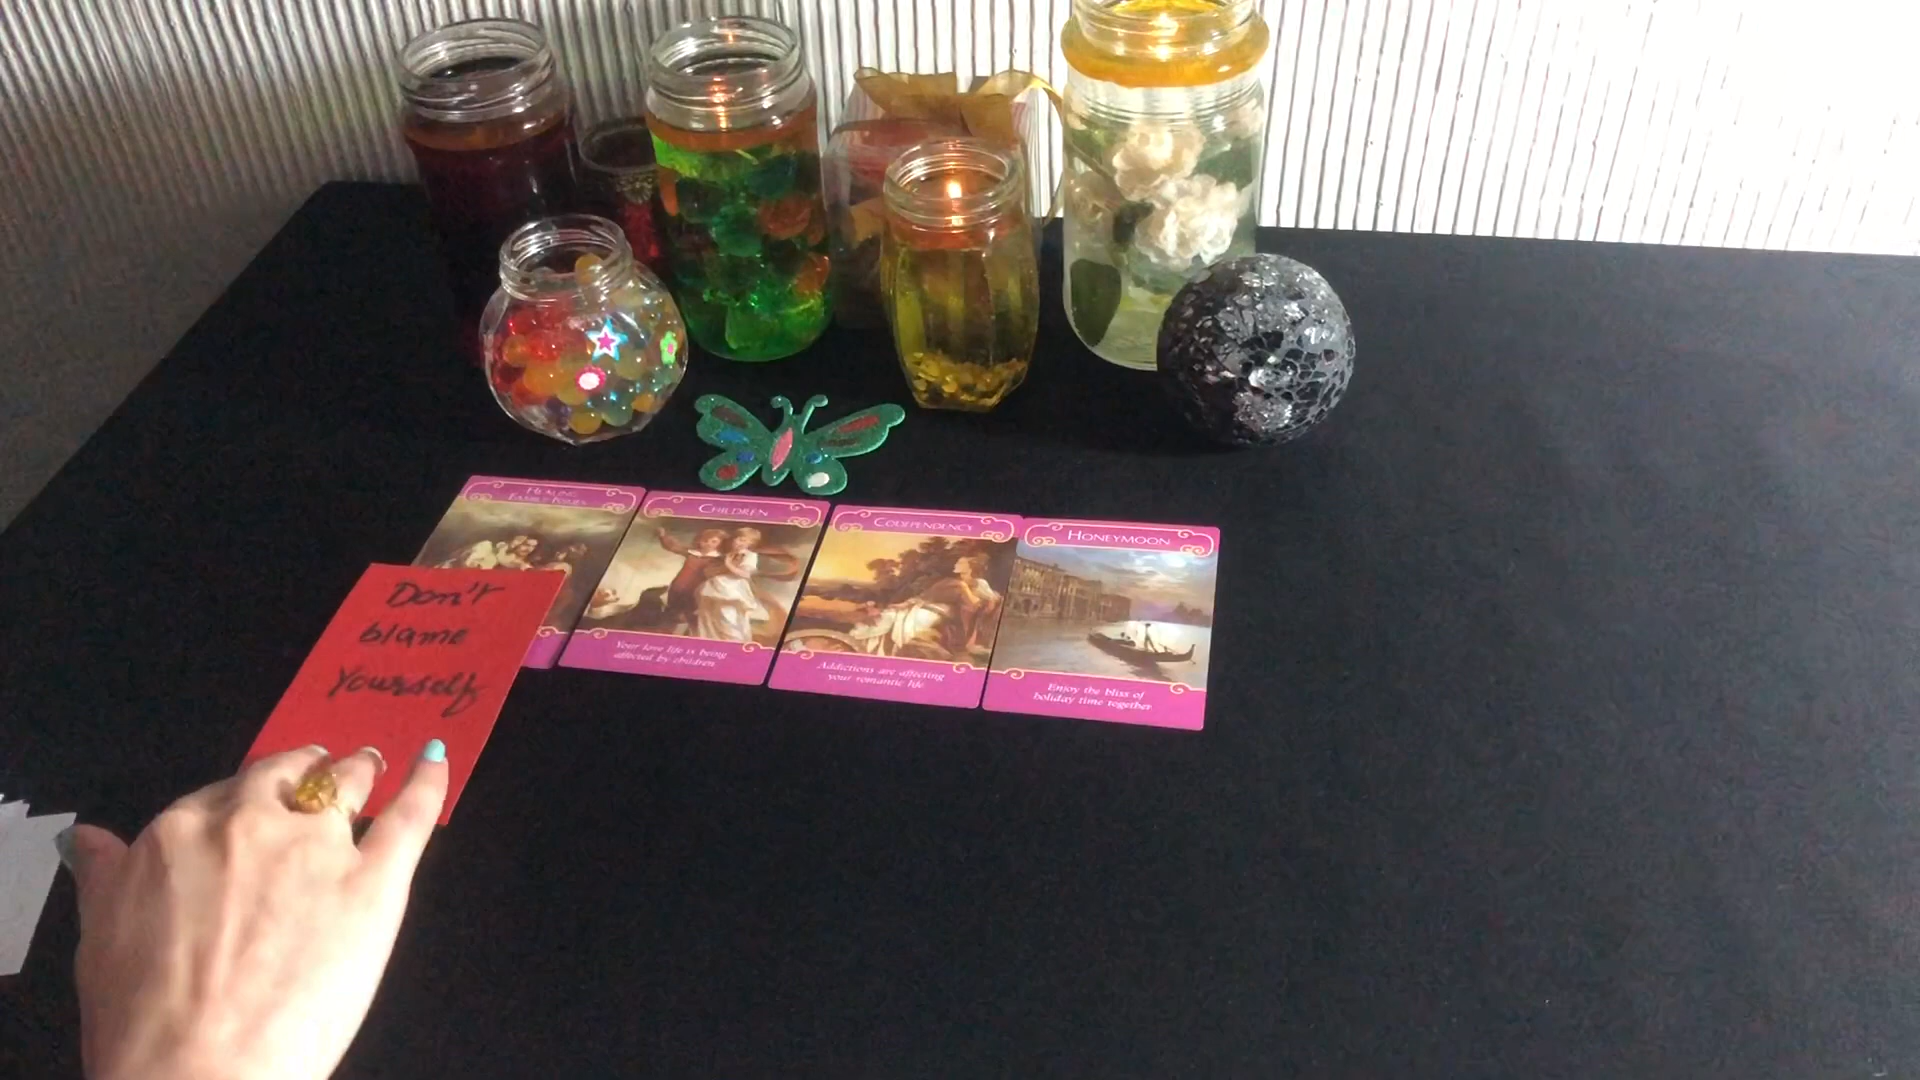 HEALING
FAMILY ISSUES
CHILDREN
Your love life is being
affected by children
CODEPENDENCY
Addictions are affecting
your romantic life
HONEYMOON
Enjoy the bliss of
holiday time together
Don't
blame
Yourself